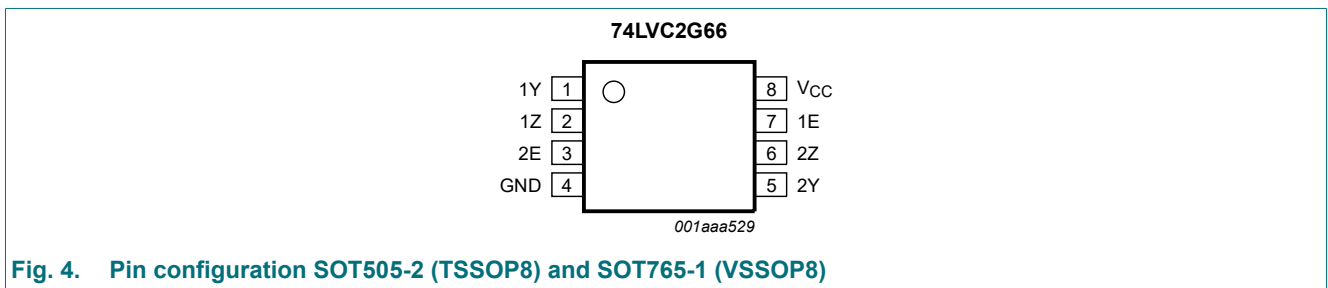 74LVC2G66
1Y 1 8 VCC
1Z 2 7 1E
2E 3 6 2Z
GND 4 5 2Y
001aaa529
Fig. 4. Pin configuration SOT505-2 (TSSOP8) and SOT765-1 (VSSOP8)